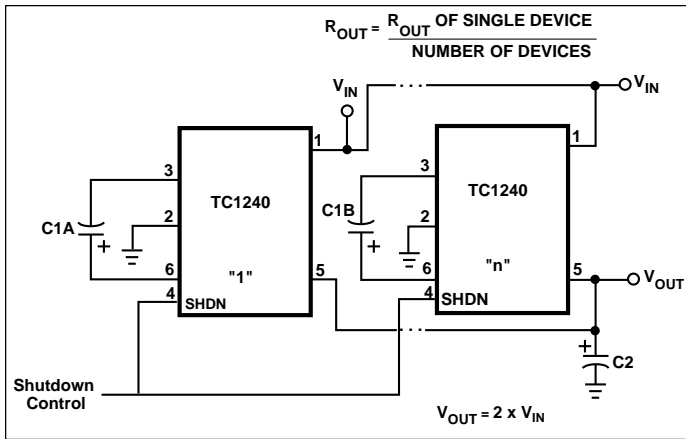 ROUT = ROUT OF SINGLE DEVICE
NUMBER OF DEVICES
VIN
VIN
1
1
3
3
TC1240
TC1240
C1A
2
C1B
2
+
+
6
"1"
5
6
"n"
5
VOUT
4
SHDN
4
SHDN
+
C2
Shutdown
Control
VOUT = 2 x VIN